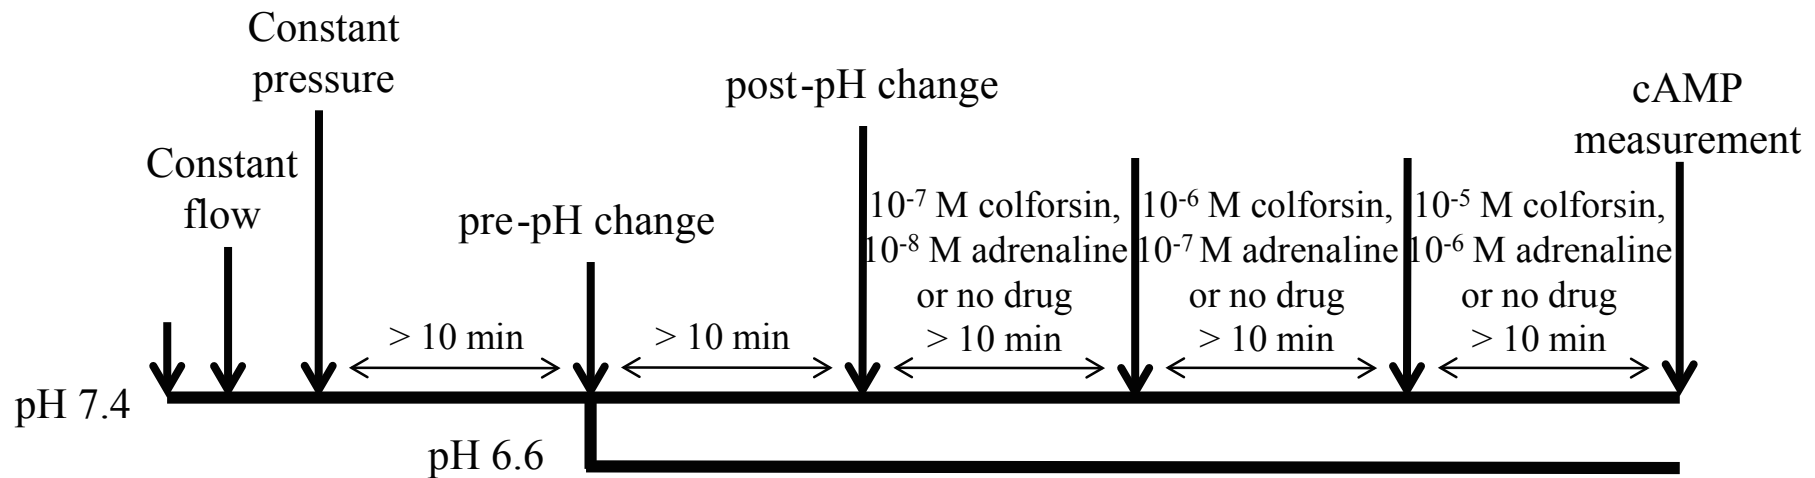 Constant
pressure
Constant
flow
pre-pH change
post-pH change
cAMP
measurement
10⁻⁷ M colforsin,
10⁻⁸ M adrenaline
or no drug
> 10 min
10⁻⁶ M colforsin,
10⁻⁷ M adrenaline
or no drug
> 10 min
10⁻⁵ M colforsin,
10⁻⁶ M adrenaline
or no drug
> 10 min
> 10 min
> 10 min
pH 7.4
pH 6.6